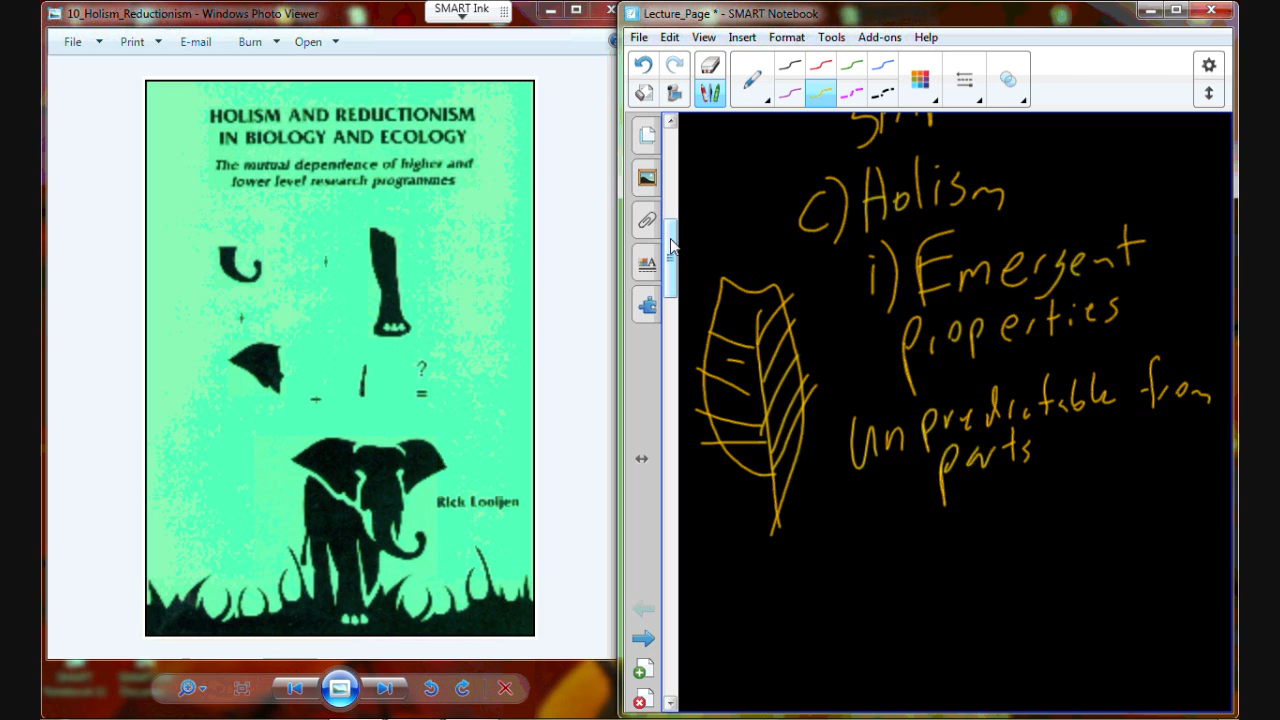 10_Holism_Reductionism - Windows Photo Viewer
SMART Ink
File Print E-mail Burn Open
HOLISM AND REDUCTIONISM
IN BIOLOGY AND ECOLOGY
The mutual dependence of higher and
lower level research programmes
+
+
+ ?
=
Rick Looijen
Lecture_Page * - SMART Notebook
File Edit View Insert Format Tools Add-ons Help
c) Holism
i) Emergent
properties
unpredictable from
parts